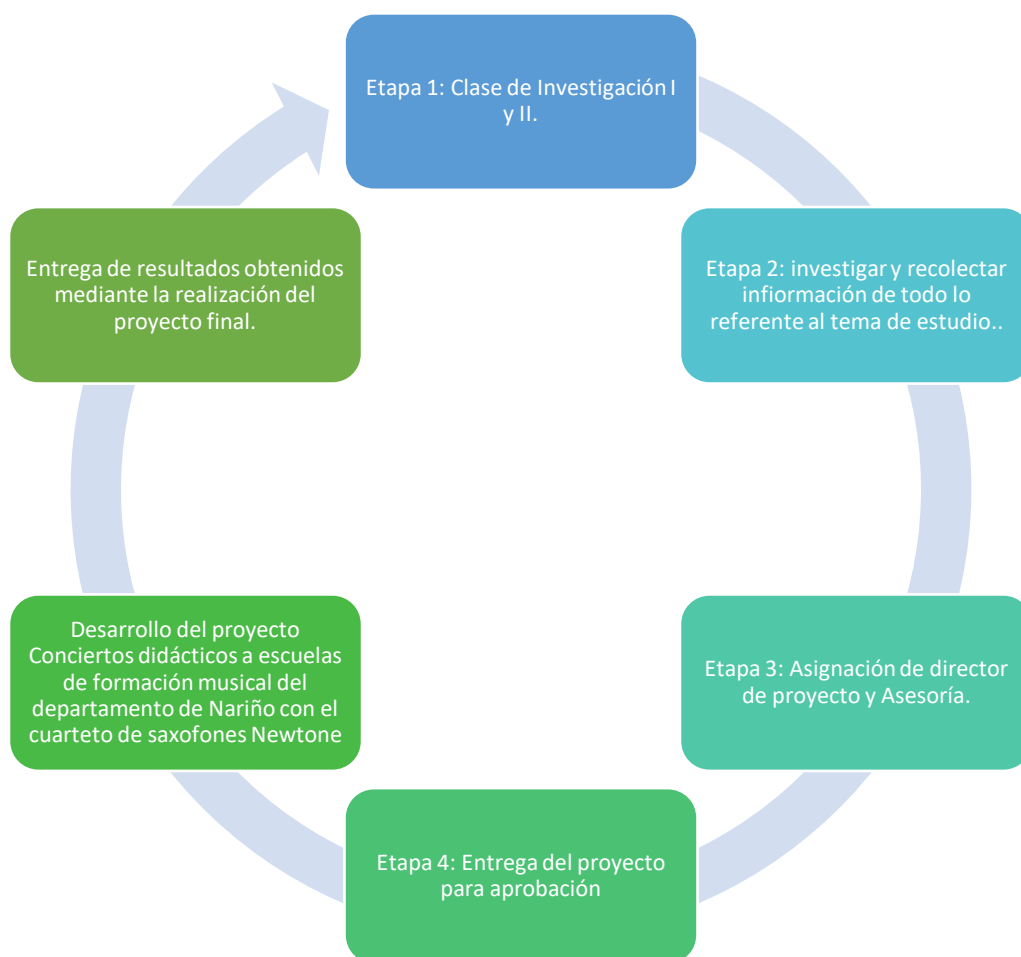 Etapa 1: Clase de Investigación I
y II.
Etapa 2: investigar y recolectar
infiormación de todo lo
referente al tema de estudio..
Etapa 3: Asignación de director
de proyecto y Asesoría.
Etapa 4: Entrega del proyecto
para aprobación
Desarrollo del proyecto
Conciertos didácticos a escuelas
de formación musical del
departamento de Nariño con el
cuarteto de saxofones Newtone
Entrega de resultados obtenidos
mediante la realización del
proyecto final.